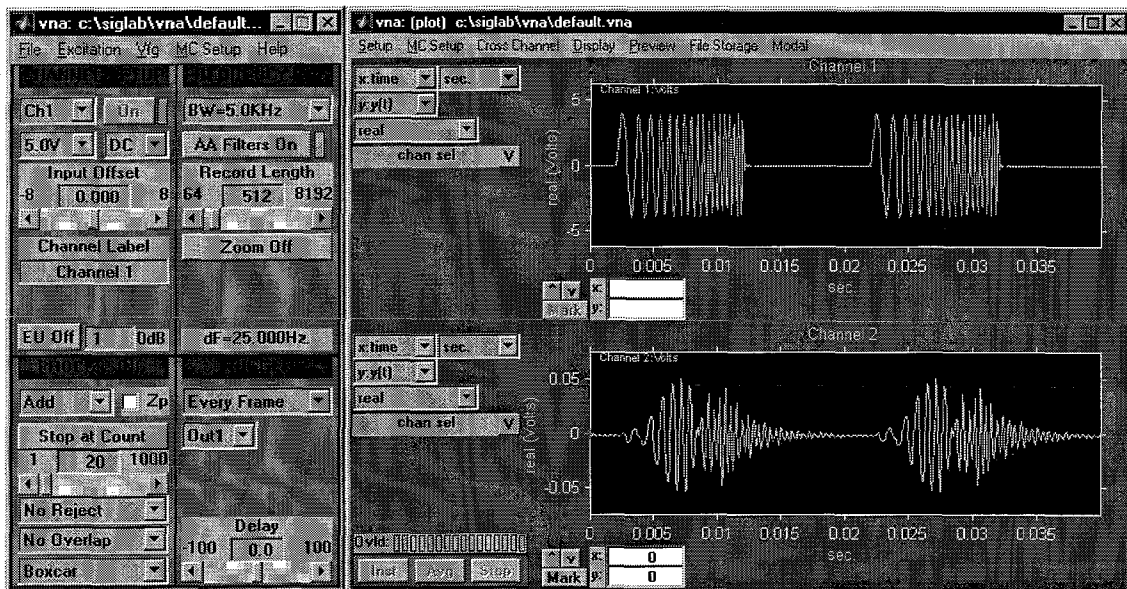 vna: c:\siglab\vna\default...
File Excitation Vfg MC Setup Help
Ch1 On
5.0V DC
Input Offset
-8 0.000 8
Channel Label
Channel 1
EU Off 1 0dB
BW=5.0KHz
AA Filters On
Record Length
64 512 8192
Zoom Off
dF=25.000Hz
Add Zp
Stop at Count
1 20 1000
No Reject
No Overlap
Boxcar
Every Frame
Out1
Delay
-100 0.0 100
vna: (plot) c:\siglab\vna\default.vna
Setup MC Setup Cross Channel Display Preview File Storage Modal
x:time sec.
y:y(t)
real
chan sel V
Channel 1
Channel 1:Volts
real (Volts)
5
0
-5
0 0.005 0.01 0.015 0.02 0.025 0.03 0.035
sec.
^ v x:
Mark y:
x:time sec.
y:y(t)
real
chan sel V
Ovld:
Inst Avg Stop
Channel 2
Channel 2:Volts
real (Volts)
0.05
0
-0.05
0 0.005 0.01 0.015 0.02 0.025 0.03 0.035
sec.
^ v x: 0
Mark y: 0